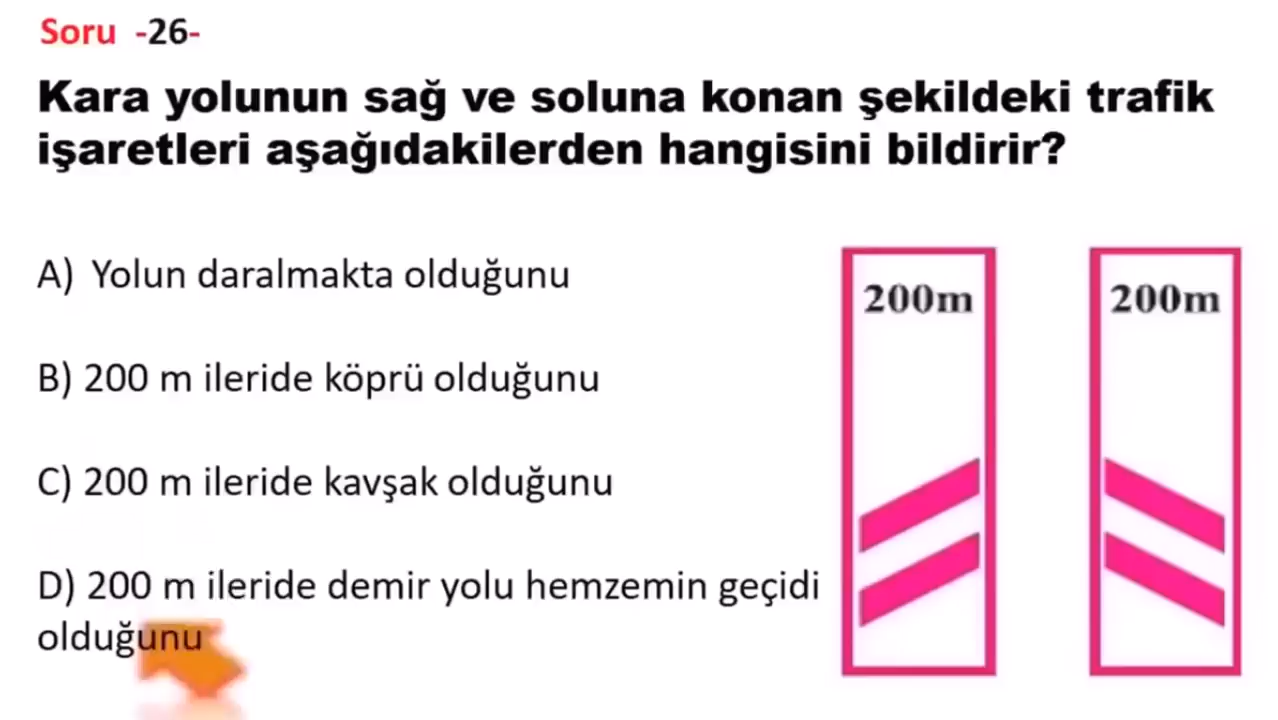 Soru -26-
Kara yolunun sağ ve soluna konan şekildeki trafik
işaretleri aşağıdakilerden hangisini bildirir?
A) Yolun daralmakta olduğunu
B) 200 m ileride köprü olduğunu
C) 200 m ileride kavşak olduğunu
D) 200 m ileride demir yolu hemzemin geçidi
olduğunu
200m
200m